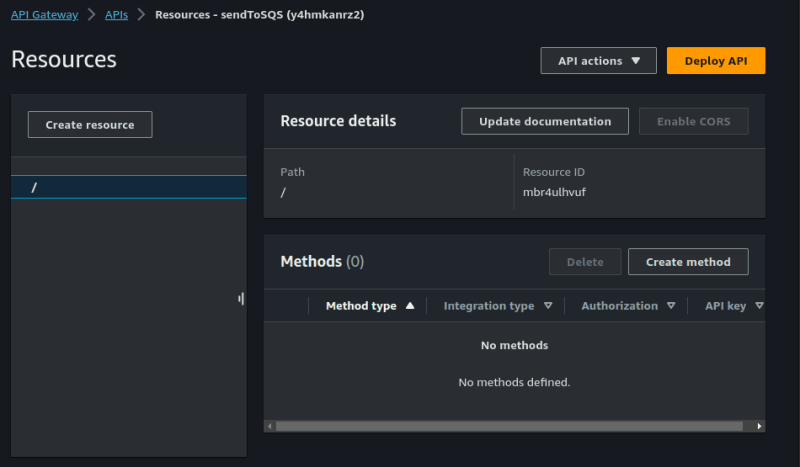 API Gateway > APIs > Resources - sendToSQS (y4hmkanrz2)
Resources
API actions ▼
Deploy API
Create resource
/
Resource details
Update documentation
Enable CORS
Path
/
Resource ID
mbr4ulhvuf
Methods (0)
Delete
Create method
Method type ▲ Integration type ▽ Authorization ▽ API key ▽
No methods
No methods defined.